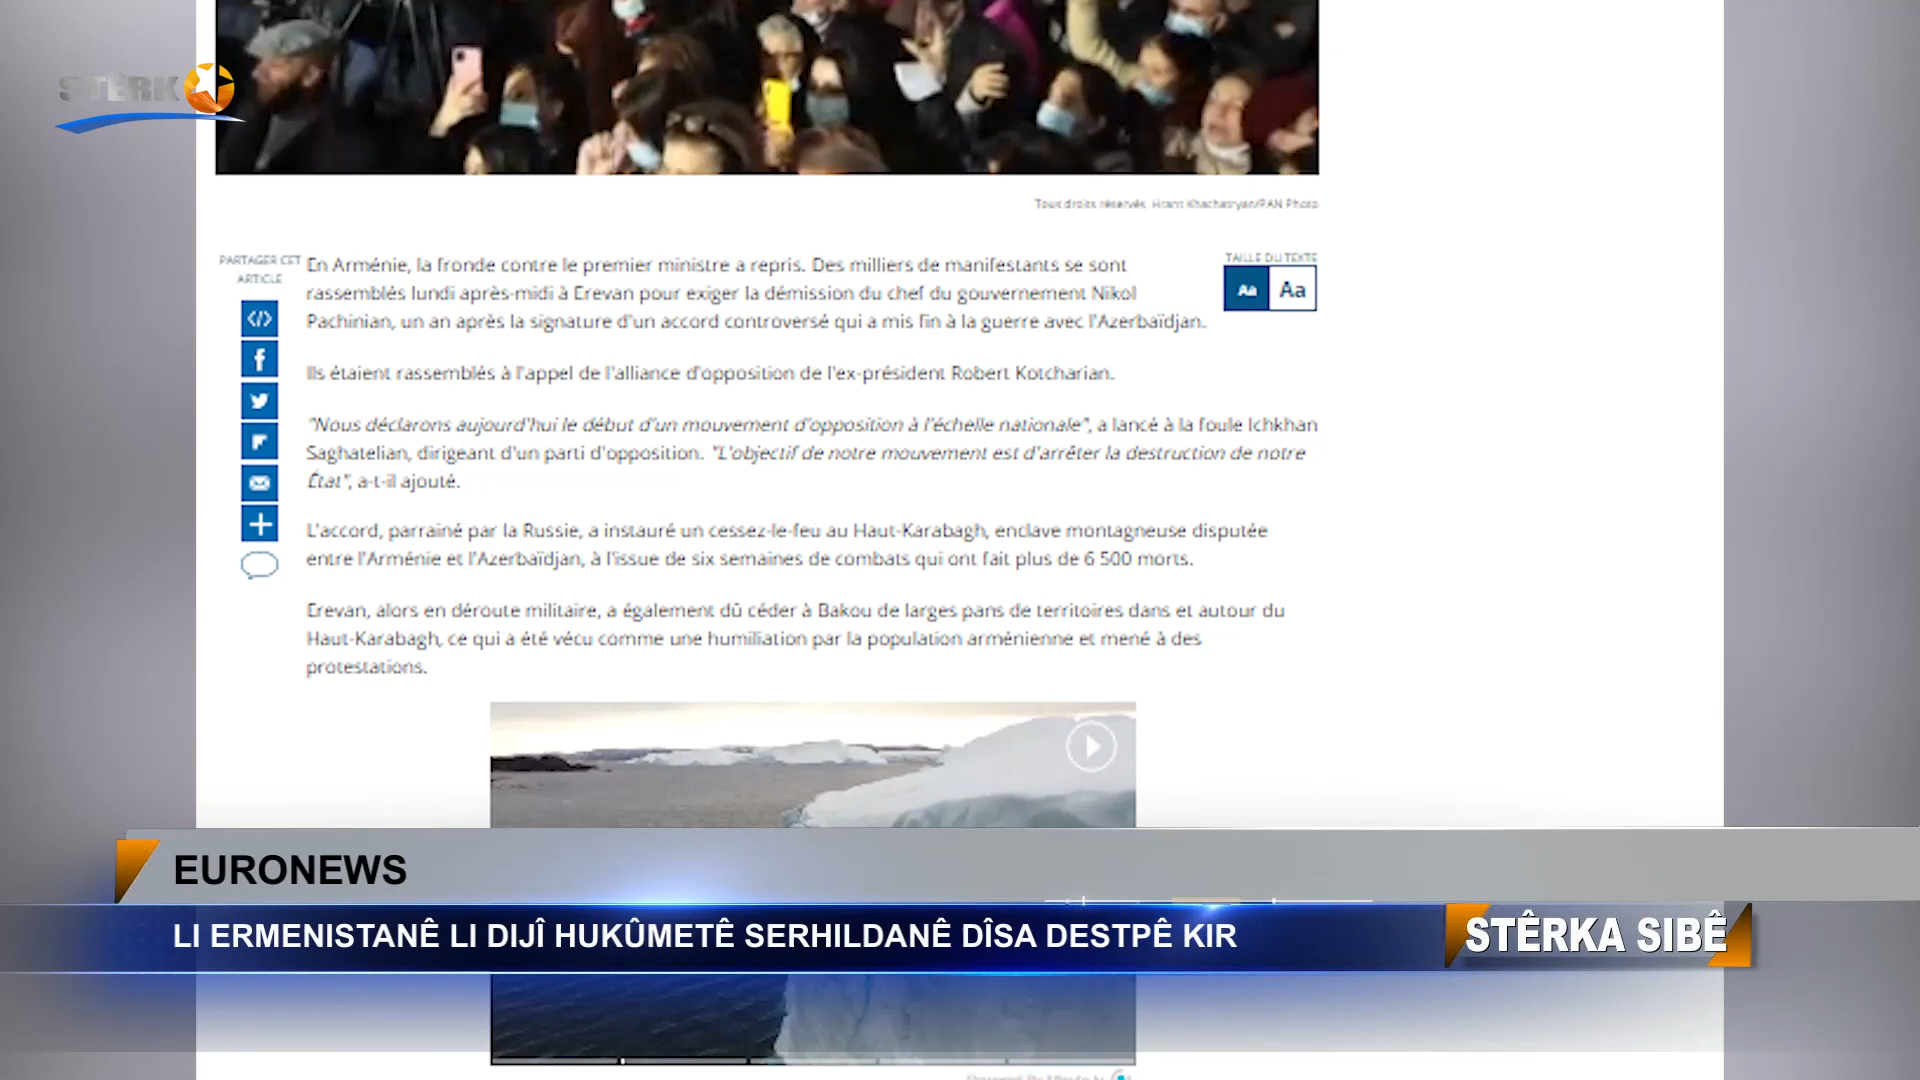 STÊRK
Tous droits réservés Hrant Khachatryan/PAN Photo
PARTAGER CET
ARTICLE
TAILLE DU TEXTE
Aa Aa
En Arménie, la fronde contre le premier ministre a repris. Des milliers de manifestants se sont
rassemblés lundi après-midi à Erevan pour exiger la démission du chef du gouvernement Nikol
Pachinian, un an après la signature d'un accord controversé qui a mis fin à la guerre avec l'Azerbaïdjan.
Ils étaient rassemblés à l'appel de l'alliance d'opposition de l'ex-président Robert Kotcharian.
"Nous déclarons aujourd'hui le début d'un mouvement d'opposition à l'échelle nationale", a lancé à la foule Ichkhan
Saghatelian, dirigeant d'un parti d'opposition. "L'objectif de notre mouvement est d'arrêter la destruction de notre
État", a-t-il ajouté.
L'accord, parrainé par la Russie, a instauré un cessez-le-feu au Haut-Karabagh, enclave montagneuse disputée
entre l'Arménie et l'Azerbaïdjan, à l'issue de six semaines de combats qui ont fait plus de 6 500 morts.
Erevan, alors en déroute militaire, a également dû céder à Bakou de larges pans de territoires dans et autour du
Haut-Karabagh, ce qui a été vécu comme une humiliation par la population arménienne et mené à des
protestations.
EURONEWS
LI ERMENISTANÊ LI DIJÎ HUKÛMETÊ SERHILDANÊ DÎSA DESTPÊ KIR
STÊRKA SIBÊ